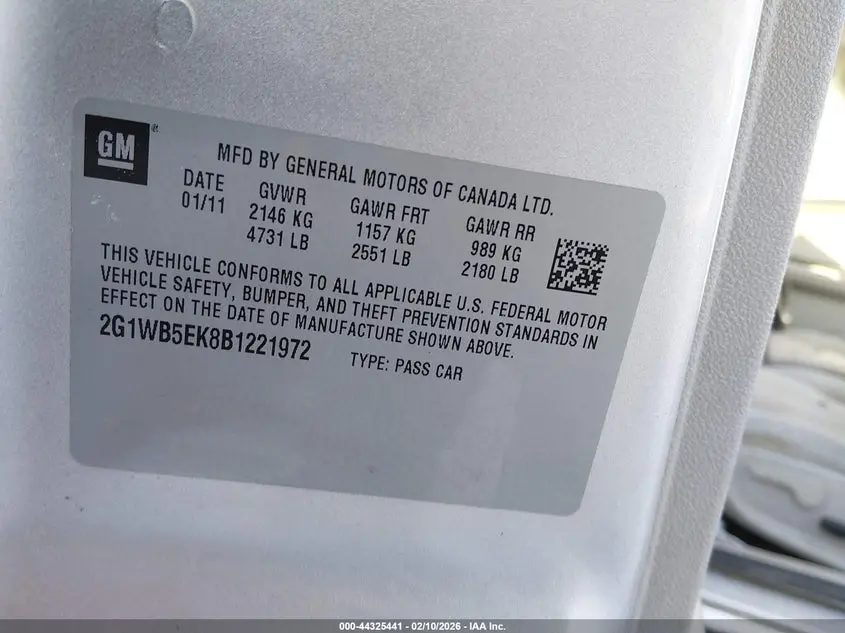 GM®
MFD BY GENERAL MOTORS OF CANADA LTD.
DATE GVWR GAWR FRT GAWR RR
01/11 2146 KG 1157 KG 989 KG
4731 LB 2551 LB 2180 LB
THIS VEHICLE CONFORMS TO ALL APPLICABLE U.S. FEDERAL MOTOR
VEHICLE SAFETY, BUMPER, AND THEFT PREVENTION STANDARDS IN
EFFECT ON THE DATE OF MANUFACTURE SHOWN ABOVE.
2G1WB5EK8B1221972 TYPE: PASS CAR
000-44325441 — 02/10/2026 — IAA Inc.